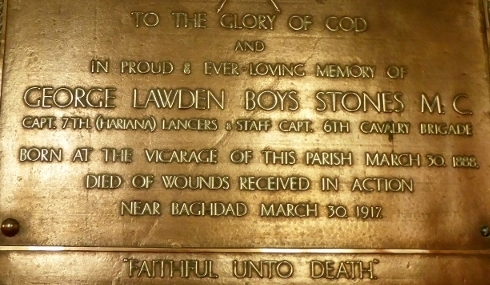 TO THE GLORY OF GOD
AND
IN PROUD & EVER-LOVING MEMORY OF
GEORGE LAWDEN BOYS STONES M.C.
CAPT. 7TH. (HARIANA) LANCERS & STAFF CAPT. 6TH CAVALRY BRIGADE
BORN AT THE VICARAGE OF THIS PARISH MARCH 30. 1888.
DIED OF WOUNDS RECEIVED IN ACTION
NEAR BAGHDAD MARCH 30. 1917.
"FAITHFUL UNTO DEATH."